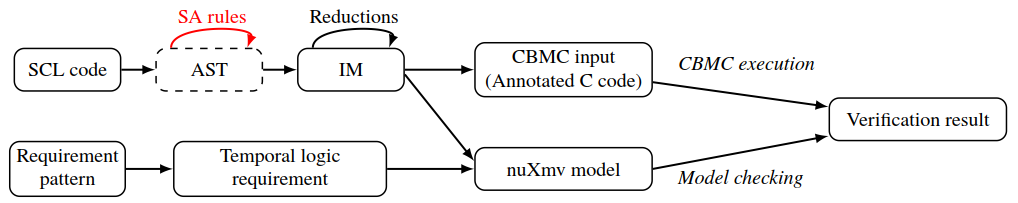 SA rules
Reductions
SCL code
AST
IM
CBMC input
(Annotated C code)
CBMC execution
Verification result
Requirement
pattern
Temporal logic
requirement
nuXmv model
Model checking